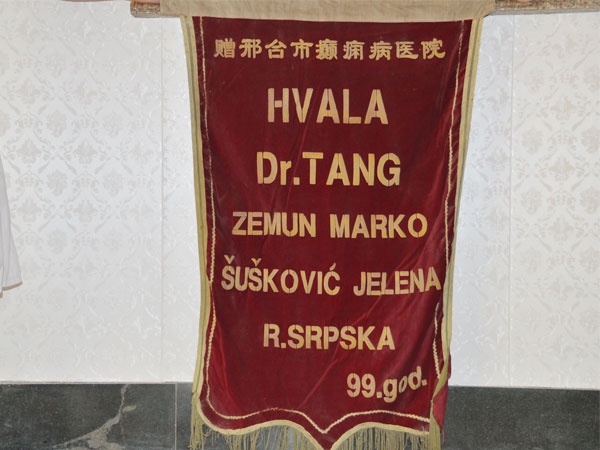 赠邢台市癫痫病医院
HVALA
Dr.TANG
ZEMUN MARKO
ŠUŠKOVIĆ JELENA
R.SRPSKA
99.god.